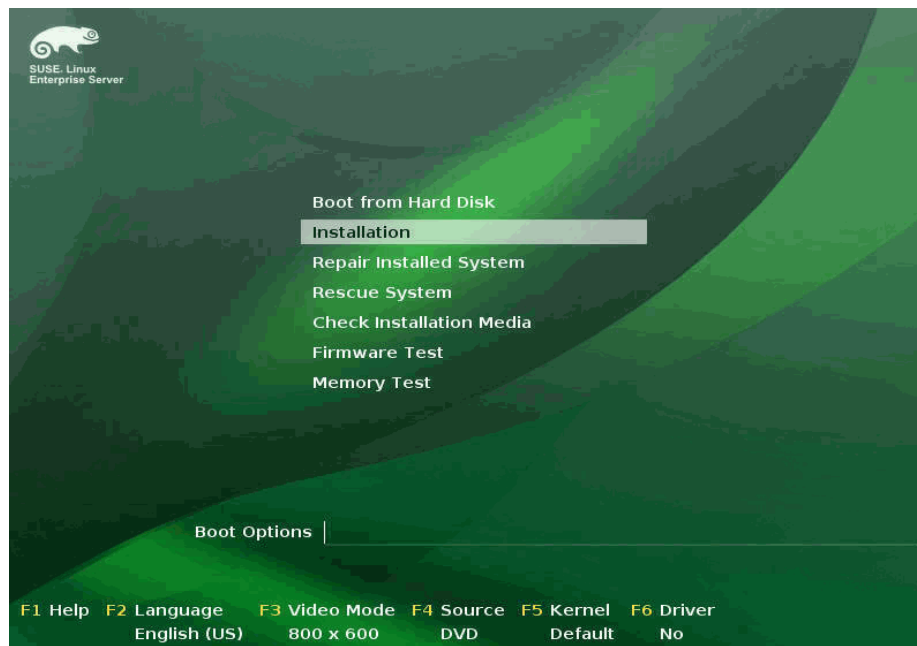 SUSE. Linux
Enterprise Server
Boot from Hard Disk
Installation
Repair Installed System
Rescue System
Check Installation Media
Firmware Test
Memory Test
Boot Options
F1 Help F2 Language F3 Video Mode F4 Source F5 Kernel F6 Driver
English (US) 800 x 600 DVD Default No